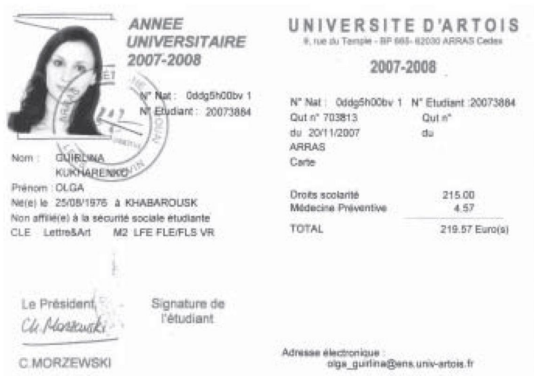 ANNEE
UNIVERSITAIRE
2007-2008
N° Nat : 0ddg5h00bv 1
N° Etudiant : 20073884
Nom : GUIRLINA
KUKHARENKO
Prénom : OLGA
Né(e) le 25/08/1976 à KHABAROUSK
Non affilié(e) à la sécurité sociale étudiante
CLE Lettre&Art M2 LFE FLE/FLS VR
Le Président,
Signature de
l'étudiant
Ch. Morzewski
C.MORZEWSKI
UNIVERSITE D'ARTOIS
9, rue du Temple - BP 665- 62030 ARRAS Cedex
2007-2008
N° Nat : 0ddg5h00bv 1 N° Etudiant :20073884
Qut n° 703813 Qut n°
du 20/11/2007 du
ARRAS
Carte
Droits scolarité 215.00
Médecine Préventive 4.57
TOTAL 219.57 Euro(s)
Adresse électronique :
olga_guirlina@ens.univ-artois.fr